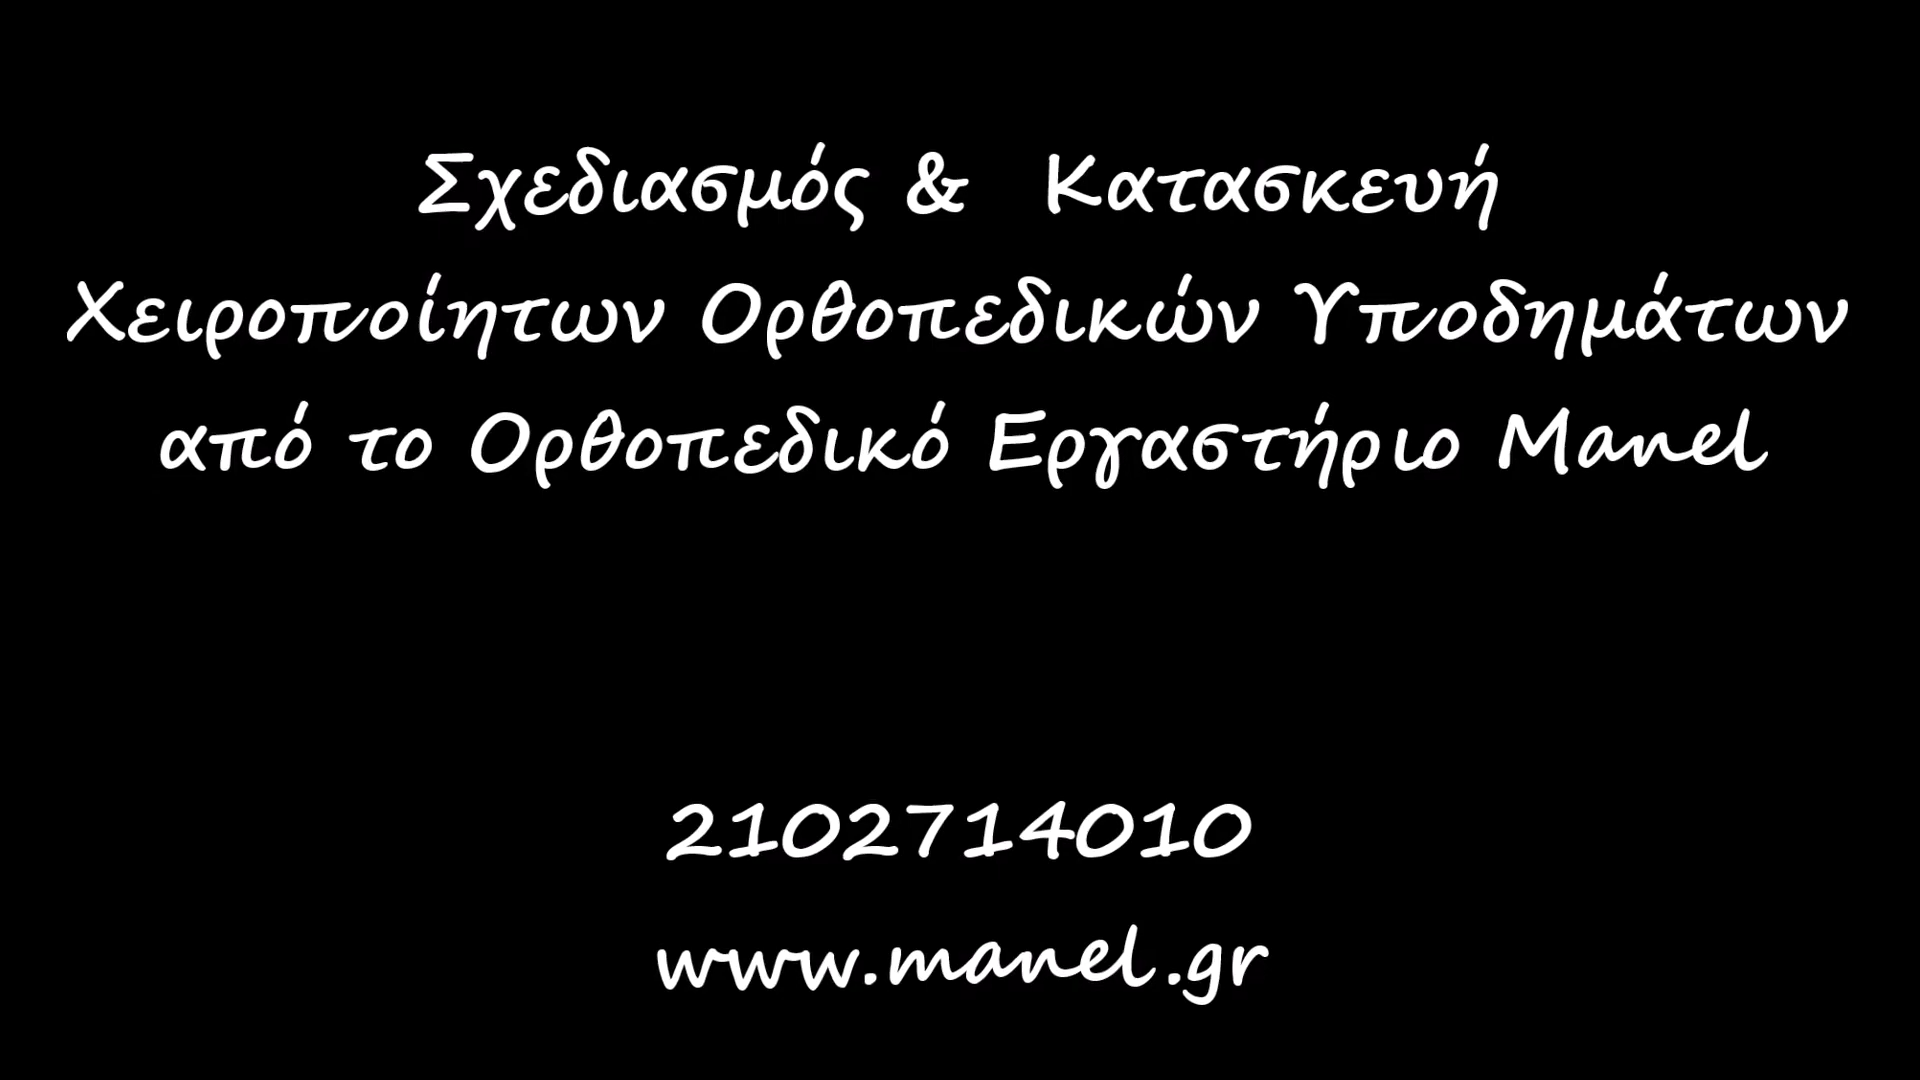 Σχεδιασμός & Κατασκευή
Χειροποίητων Ορθοπεδικών Υποδημάτων
από το Ορθοπεδικό Εργαστήριο Manel
2102714010
www.manel.gr